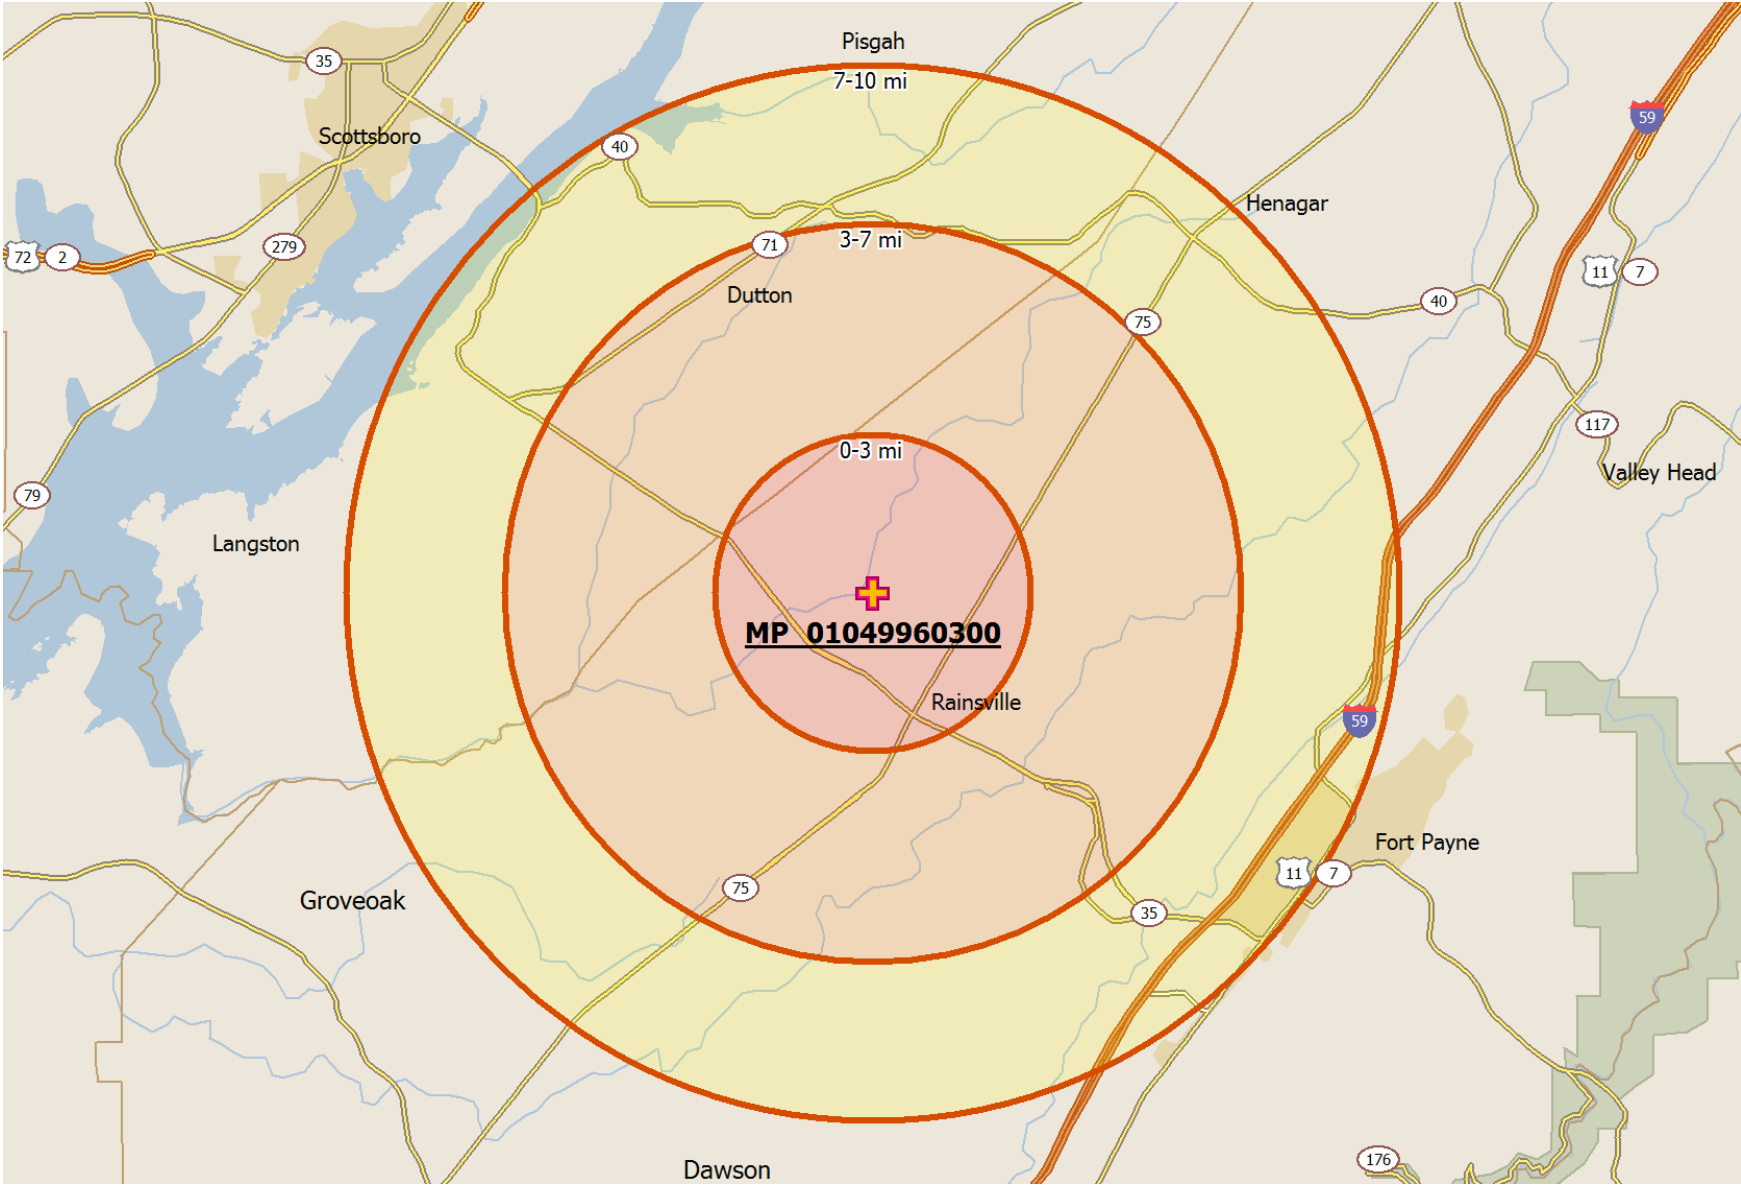 Pisgah
7-10 mi
35
59
Scottsboro
40
Henagar
279
71
3-7 mi
72
2
11
7
Dutton
40
75
117
0-3 mi
Valley Head
79
Langston
MP_01049960300
Rainsville
59
Fort Payne
11
7
75
Groveoak
35
176
Dawson